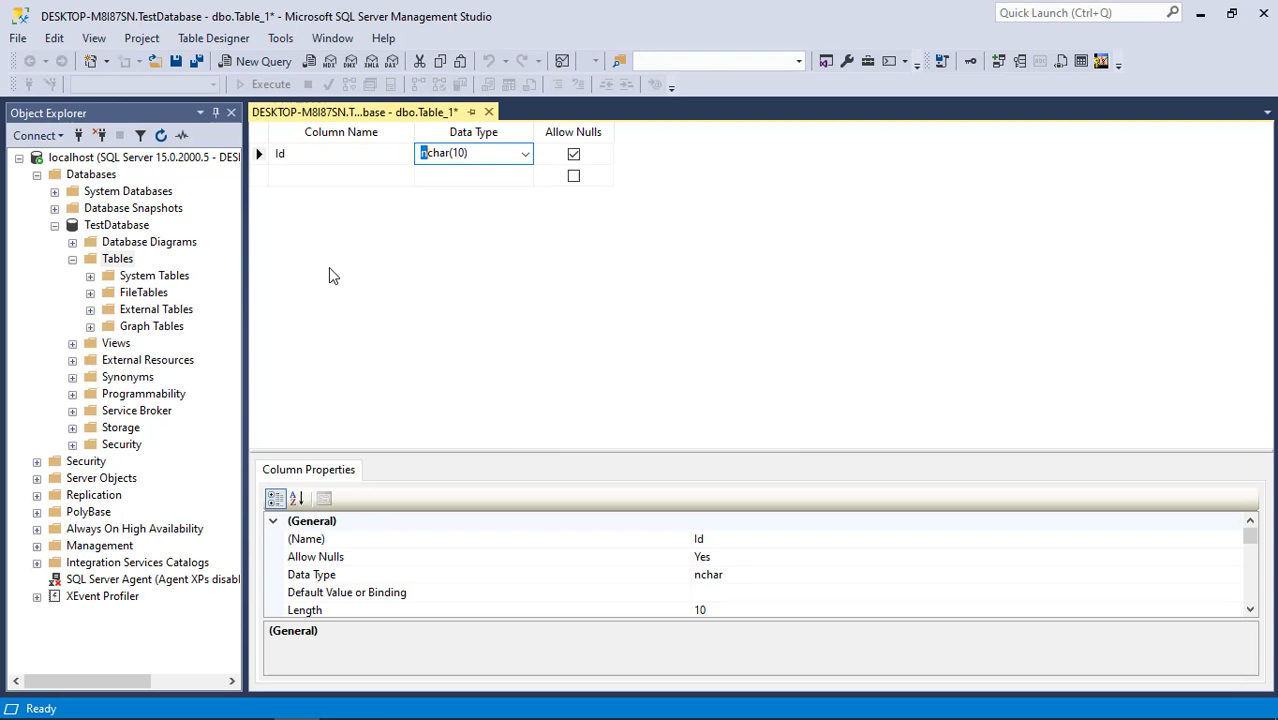 DESKTOP-M8I87SN.TestDatabase - dbo.Table_1* - Microsoft SQL Server Management Studio
Quick Launch (Ctrl+Q)
File Edit View Project Table Designer Tools Window Help
New Query
Execute
Object Explorer
DESKTOP-M8I87SN.T...base - dbo.Table_1*
Connect
Column Name Data Type Allow Nulls
Id nchar(10)
localhost (SQL Server 15.0.2000.5 - DESI
Databases
System Databases
Database Snapshots
TestDatabase
Database Diagrams
Tables
System Tables
FileTables
External Tables
Graph Tables
Views
External Resources
Synonyms
Programmability
Service Broker
Storage
Security
Security
Server Objects
Replication
PolyBase
Always On High Availability
Management
Integration Services Catalogs
SQL Server Agent (Agent XPs disabl
XEvent Profiler
Column Properties
(General)
(Name) Id
Allow Nulls Yes
Data Type nchar
Default Value or Binding
Length 10
(General)
Ready